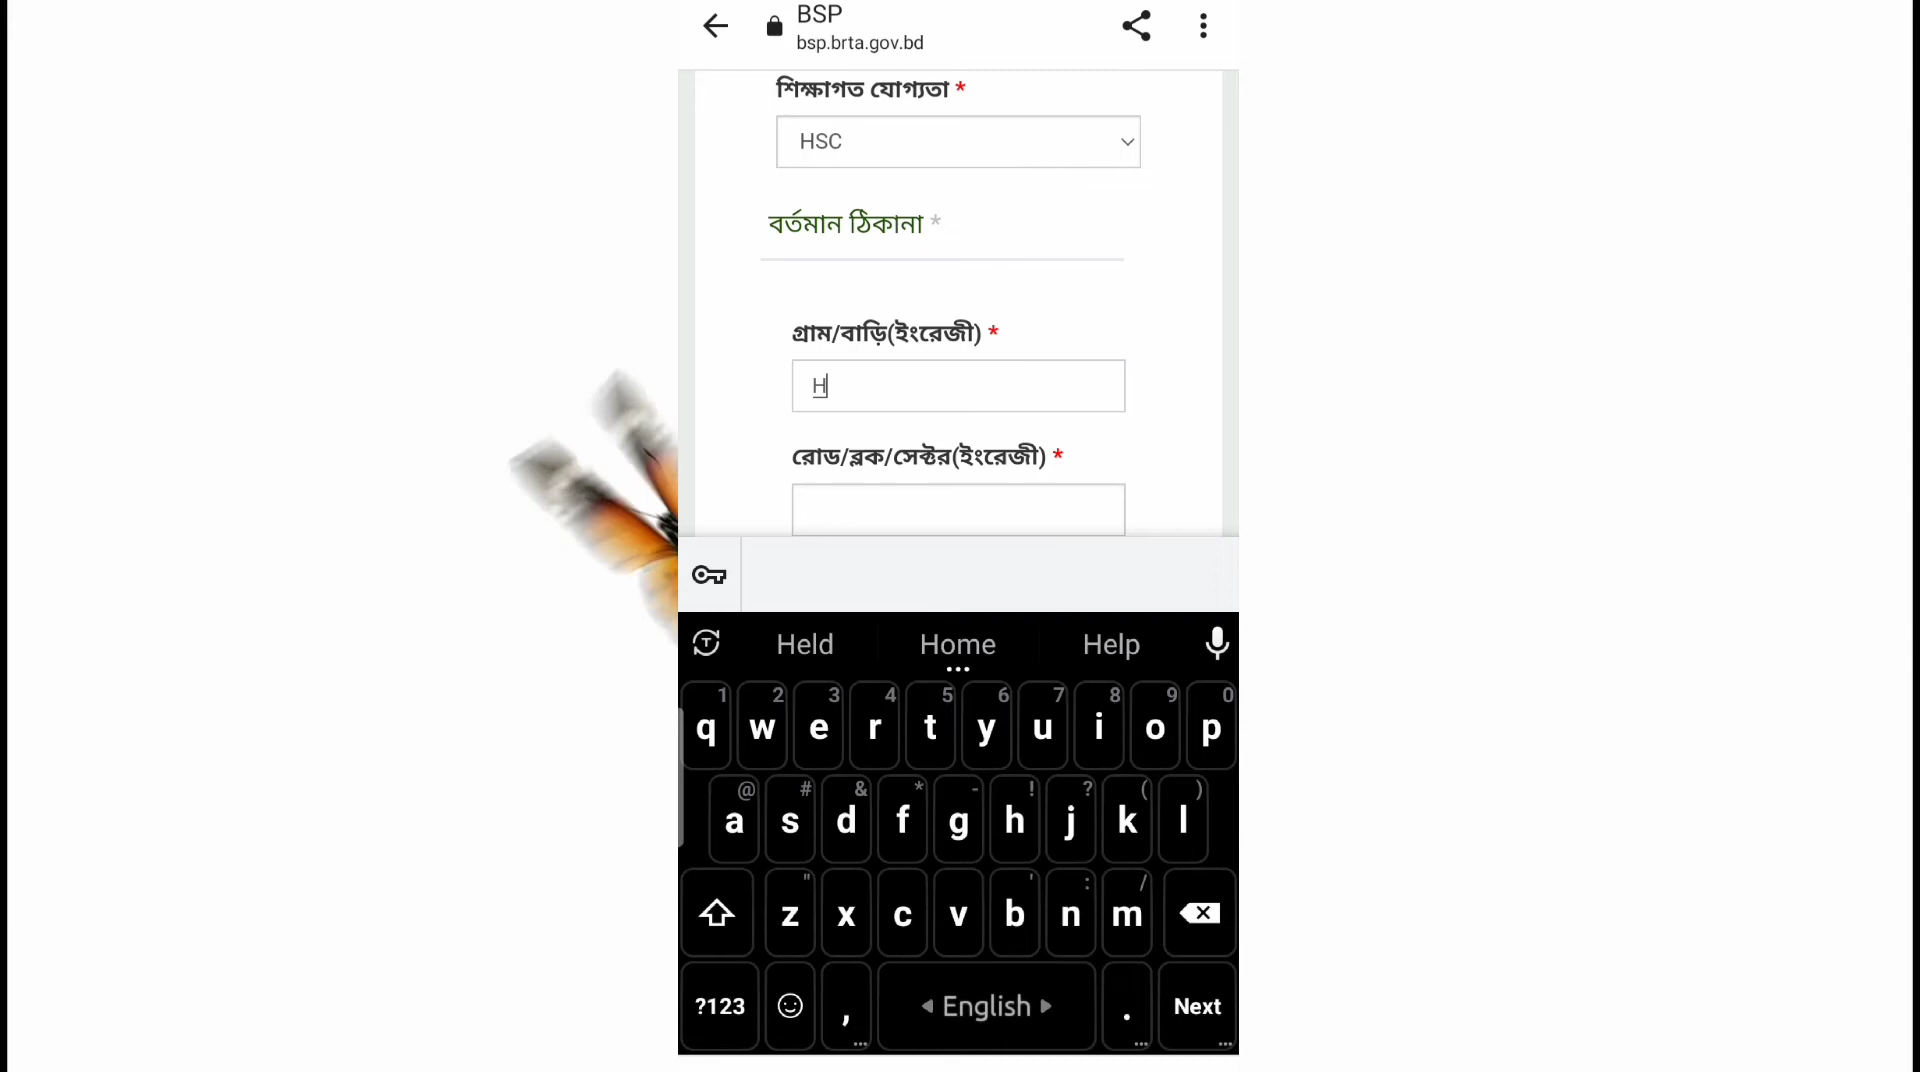 BSP
bsp.brta.gov.bd
শিক্ষাগত যোগ্যতা *
HSC
বর্তমান ঠিকানা *
গ্রাম/বাড়ি(ইংরেজী) *
H
রোড/ব্লক/সেক্টর(ইংরেজী) *
Held Home Help
1 2 3 4 5 6 7 8 9 0
q w e r t y u i o p
@ # & * - ! ? ( )
a s d f g h j k l
" ' : /
z x c v b n m
?123 , English . Next